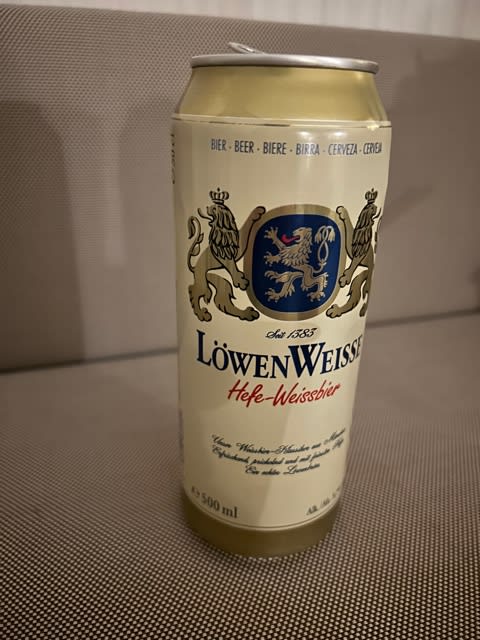 BIER · BEER · BIERE · BIRRA · CERVEZA · CERVEJA
Seit 1383
LÖWENWEISSE
Hefe-Weissbier
Unser Weissbier-Klassiker aus
Erfrischend, prickelnd und mit feinster Hefe
Ein echtes Löwenbräu
e 500 ml
Alk.